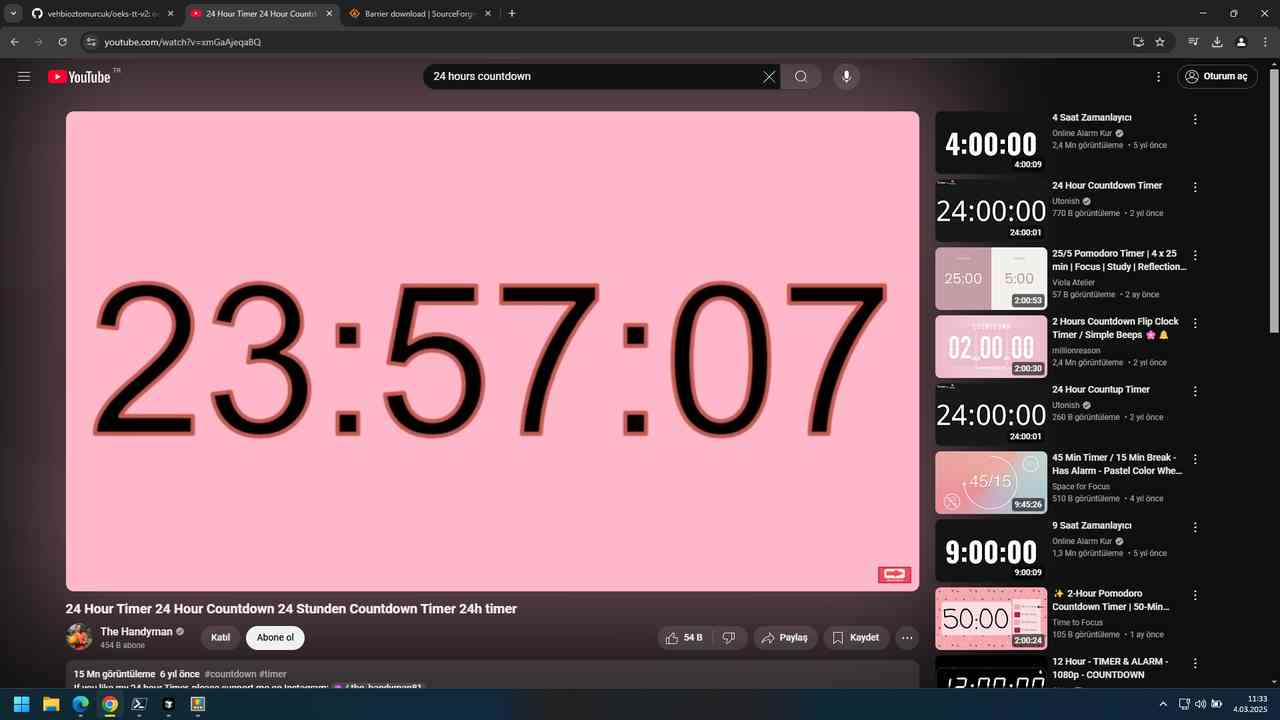 vehbioztomurcuk/oeks-tt-v2:
24 Hour Timer 24 Hour Countd
Barrier download | SourceForg
youtube.com/watch?v=xmGaAjeqaBQ
YouTube TR
24 hours countdown
Oturum aç
23:57:07
24 Hour Timer 24 Hour Countdown 24 Stunden Countdown Timer 24h timer
The Handyman
454 B abone
Katıl
Abone ol
54 B
Paylaş
Kaydet
15 Mn görüntüleme 6 yıl önce #countdown #timer
If you like my 24 hour Timer, please support me on Instagram: / the_handyman81
4:00:00
4:00:09
4 Saat Zamanlayıcı
Online Alarm Kur
2,4 Mn görüntüleme • 5 yıl önce
24:00:00
24:00:01
24 Hour Countdown Timer
Utonish
770 B görüntüleme • 2 yıl önce
25:00
5:00
2:00:53
25/5 Pomodoro Timer | 4 x 25
min | Focus | Study | Reflection...
Viola Atelier
57 B görüntüleme • 2 ay önce
COUNTDOWN
02 00 00
2:00:30
2 Hours Countdown Flip Clock
Timer / Simple Beeps 🌸 🔔
millionreason
2,4 Mn görüntüleme • 2 yıl önce
24:00:00
24:00:01
24 Hour Countup Timer
Utonish
260 B görüntüleme • 2 yıl önce
45/15
9:45:26
45 Min Timer / 15 Min Break -
Has Alarm - Pastel Color Whe...
Space for Focus
510 B görüntüleme • 4 yıl önce
9:00:00
9:00:09
9 Saat Zamanlayıcı
Online Alarm Kur
1,3 Mn görüntüleme • 5 yıl önce
50:00
2:00:24
✨ 2-Hour Pomodoro
Countdown Timer | 50-Min...
Time to Focus
105 B görüntüleme • 1 ay önce
12:00:00
12 Hour - TIMER & ALARM -
1080p - COUNTDOWN
11:33
4.03.2025